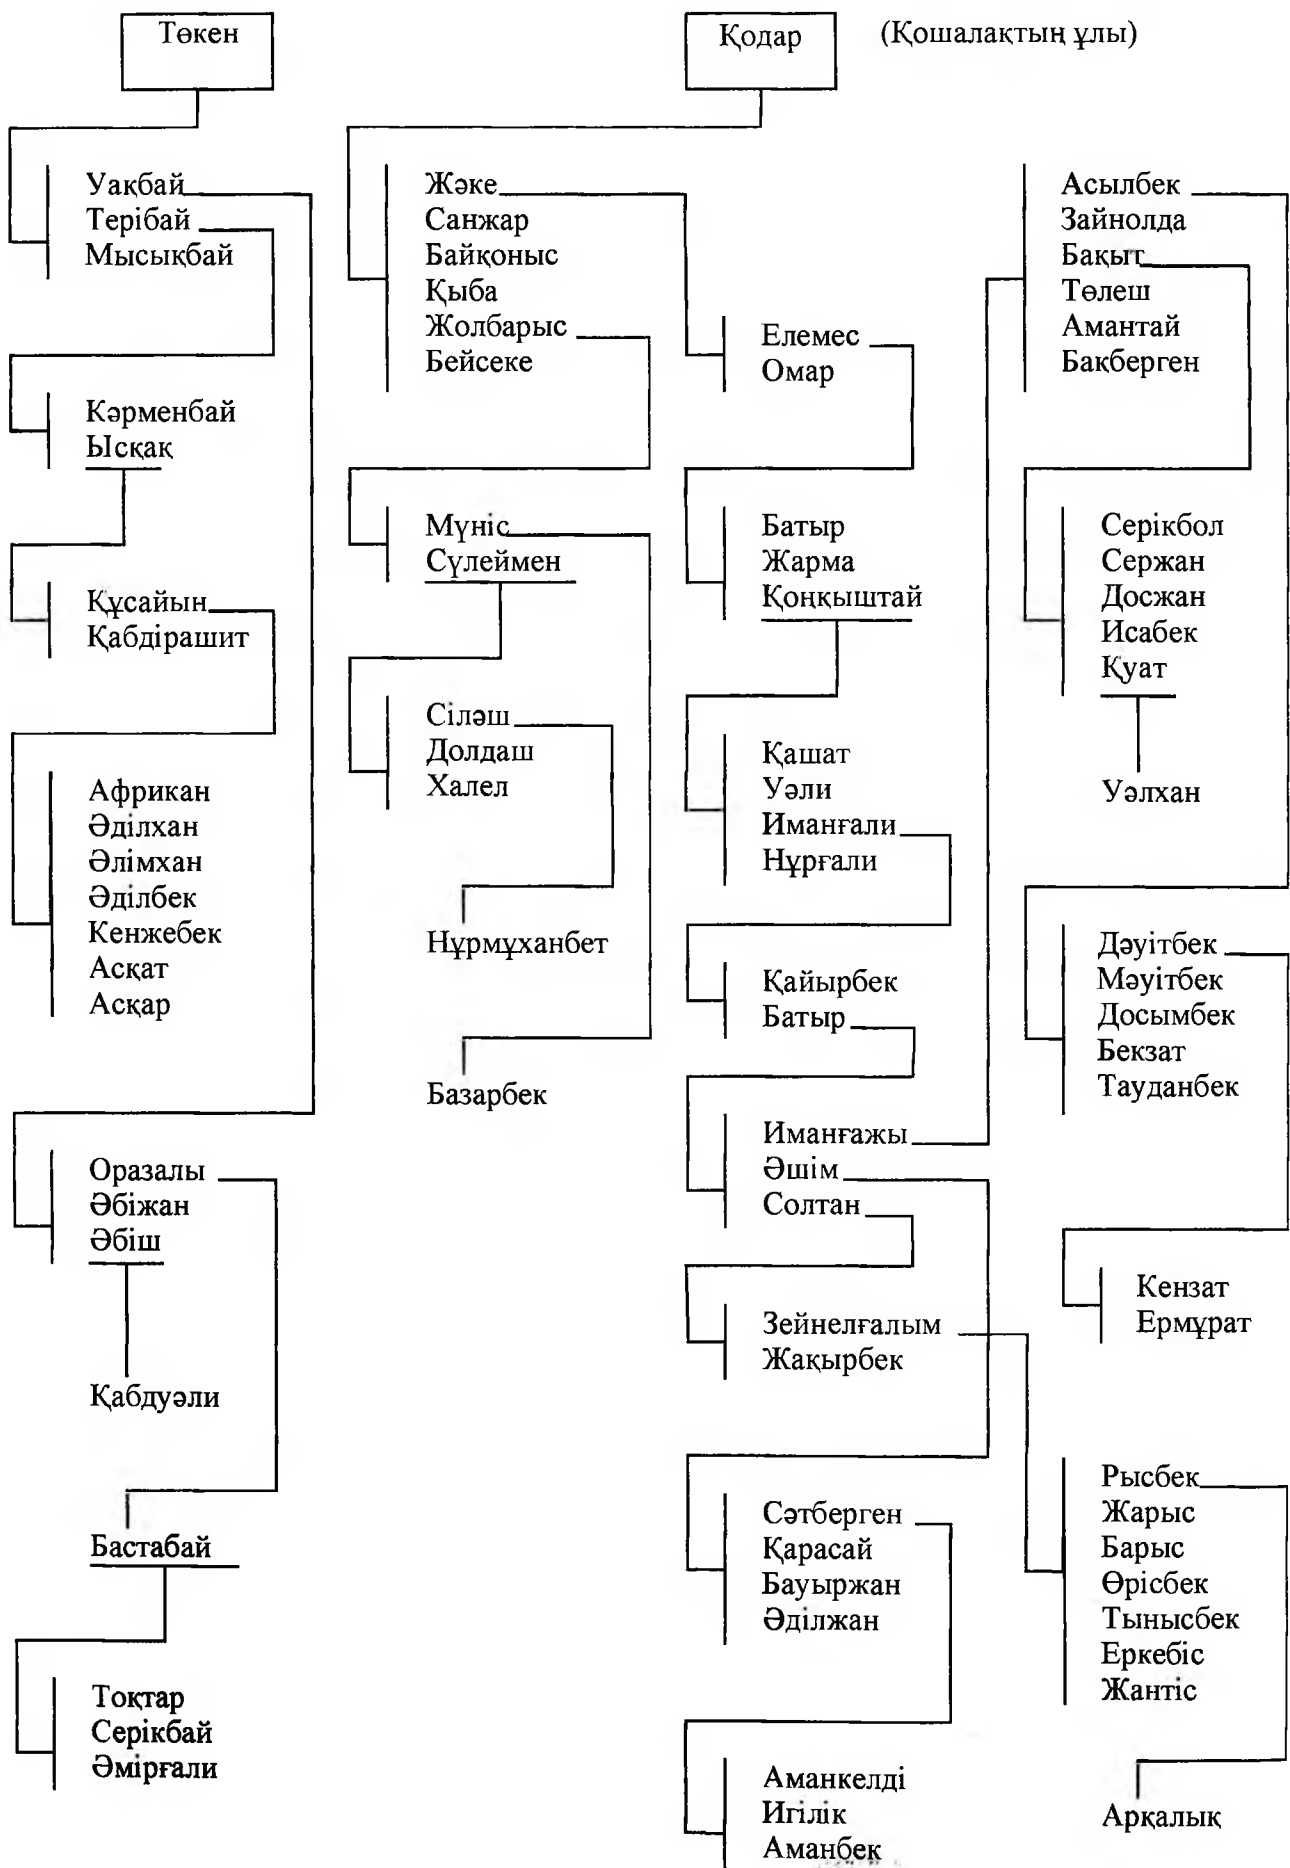 Төкен
Қодар
(Қошалақтың ұлы)
Уақбай
Терібай
Мысықбай
Кәрменбай
Ысқақ
Құсайын
Қабдірашит
Африкан
Әділхан
Әлімхан
Әділбек
Кенжебек
Асқат
Асқар
Оразалы
Әбіжан
Әбіш
Қабдуәли
Бастабай
Тоқтар
Серікбай
Әмірғали
Жәке
Санжар
Байқоныс
Қыба
Жолбарыс
Бейсеке
Мүніс
Сүлеймен
Сіләш
Долдаш
Халел
Нұрмұханбет
Базарбек
Елемес
Омар
Батыр
Жарма
Қоңқыштай
Қашат
Уәли
Иманғали
Нұрғали
Қайырбек
Батыр
Иманғажы
Әшім
Солтан
Зейнелғалым
Жақырбек
Сәтберген
Қарасай
Бауыржан
Әділжан
Аманкелді
Игілік
Аманбек
Асылбек
Зайнолда
Бақыт
Төлеш
Амантай
Бақберген
Серікбол
Сержан
Досжан
Исабек
Қуат
Уәлхан
Дәуітбек
Мәуітбек
Досымбек
Бекзат
Тауданбек
Кензат
Ермұрат
Рысбек
Жарыс
Барыс
Өрісбек
Тынысбек
Еркебіс
Жантіс
Арқалық